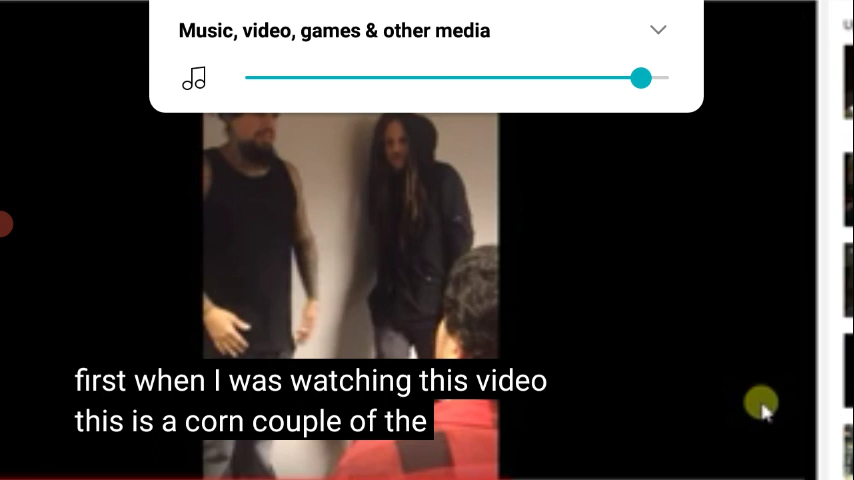 Music, video, games & other media
first when I was watching this video
this is a corn couple of the